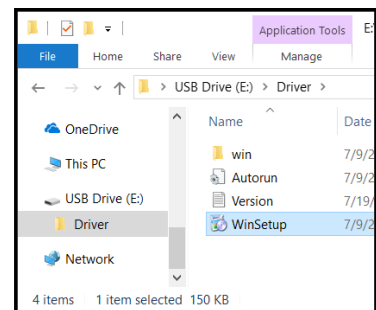 Application Tools E:
File Home Share View Manage
USB Drive (E:) > Driver >
Name Date
OneDrive
win 7/9/2
This PC
Autorun 7/9/2
USB Drive (E:)
Version 7/19/
Driver
WinSetup 7/9/2
Network
4 items 1 item selected 150 KB